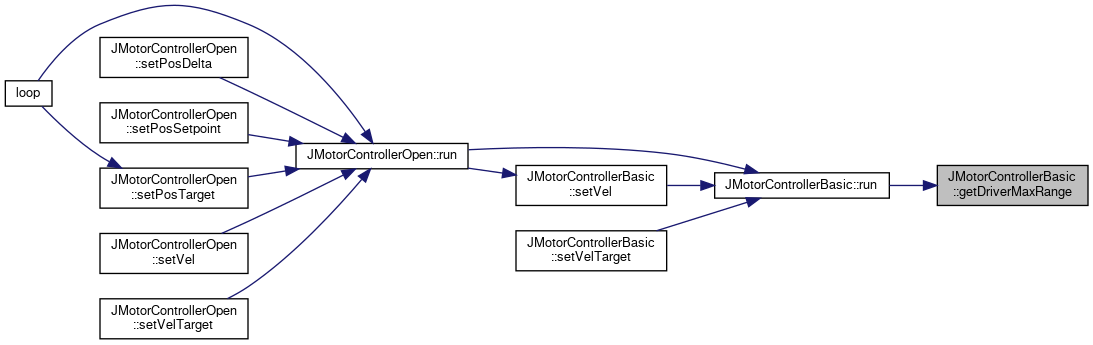 JMotorControllerOpen
::setPosDelta
loop
JMotorControllerOpen
::setPosSetpoint
JMotorControllerOpen::run
JMotorControllerOpen
::setPosTarget
JMotorControllerBasic
::setVel
JMotorControllerBasic::run
JMotorControllerBasic
::getDriverMaxRange
JMotorControllerOpen
::setVel
JMotorControllerBasic
::setVelTarget
JMotorControllerOpen
::setVelTarget